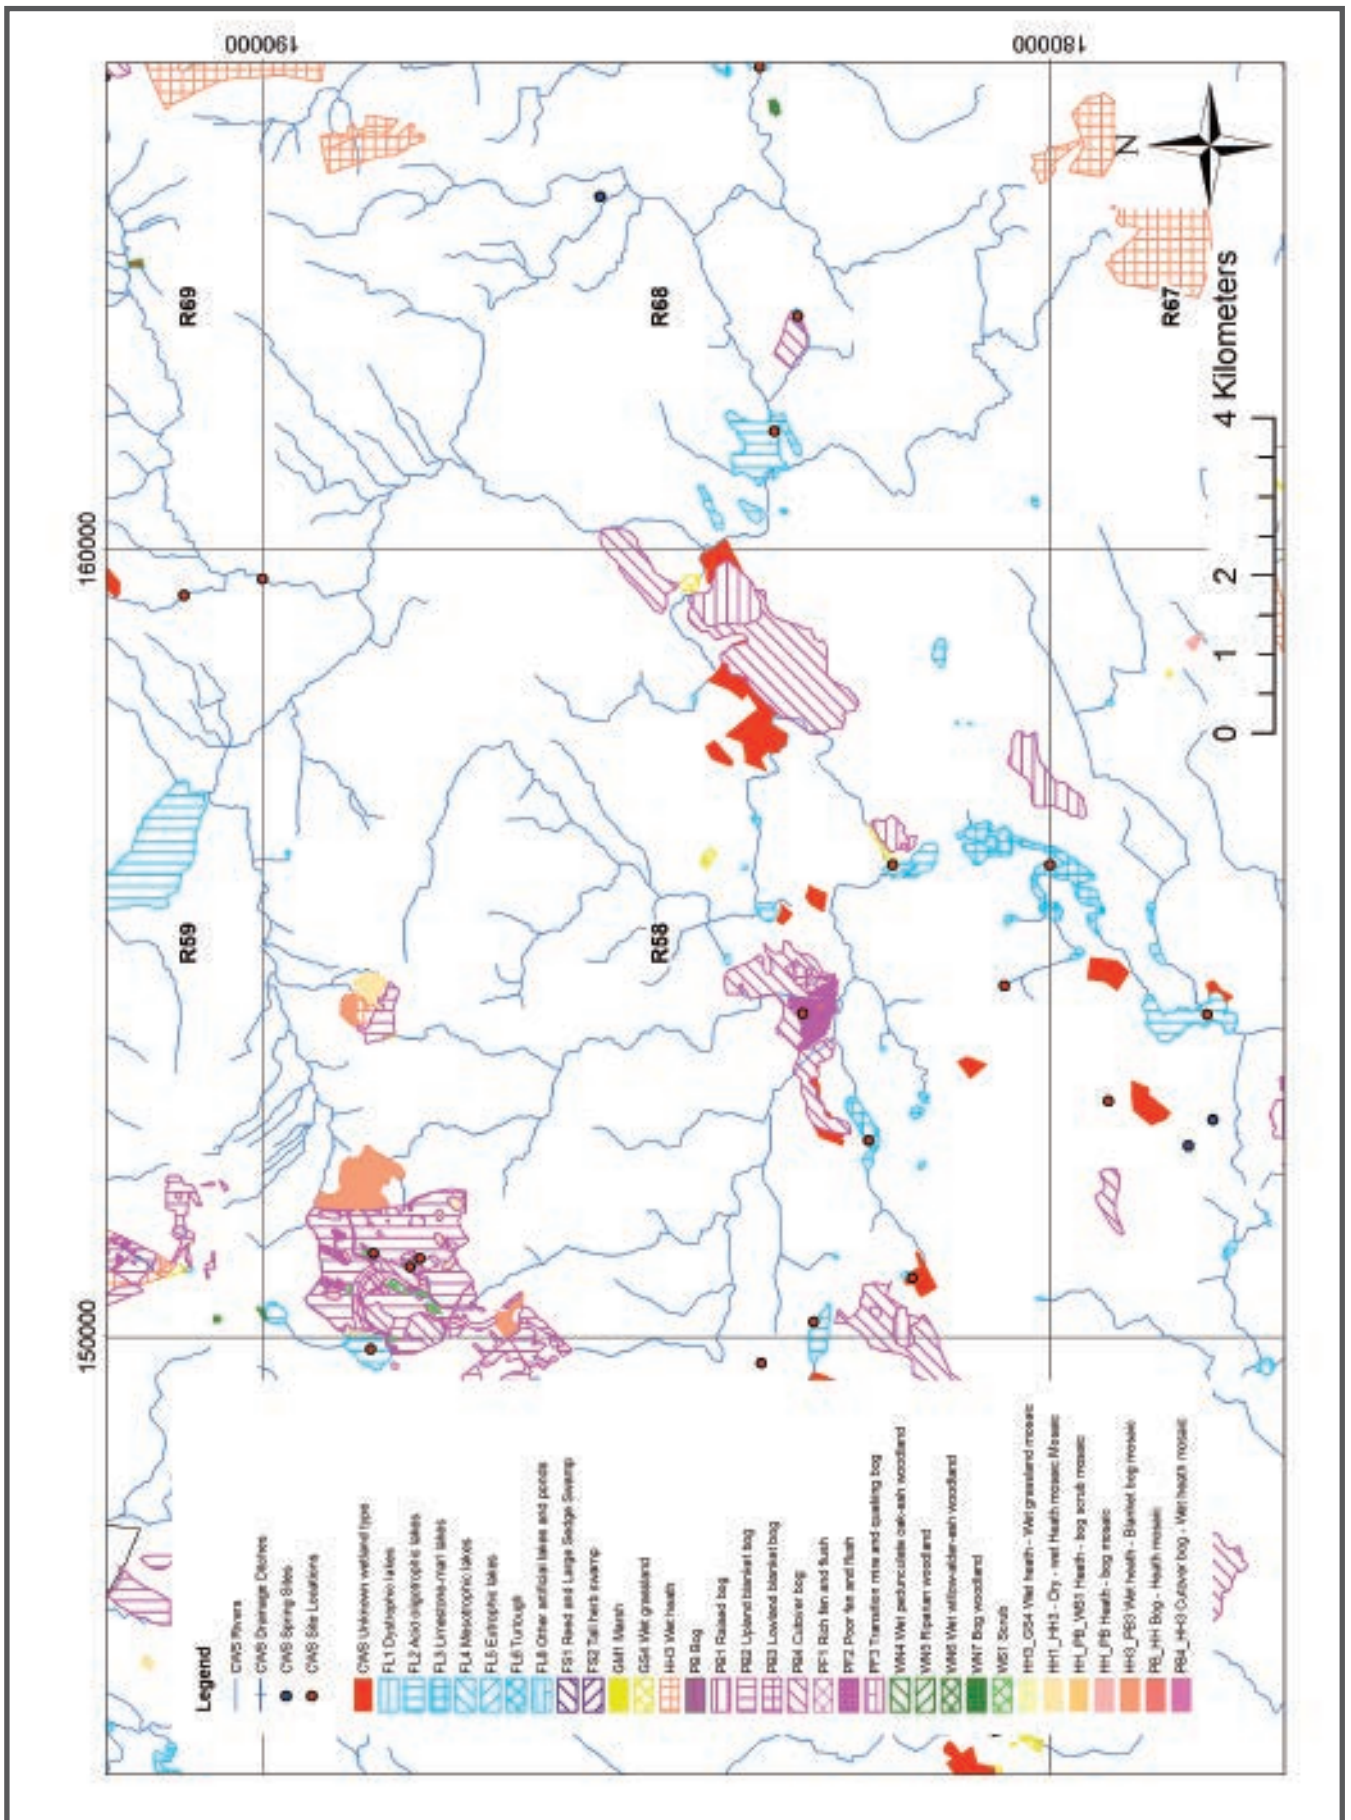 190000
180000
160000
150000
R69
R68
R67
R59
R58
N
0 1 2 4 Kilometers
Legend
CWS Rivers
CWS Drainage Ditches
CWS Spring Sites
CWS Site Locations
CWS Unknown wetland type
FL1 Dystrophic lakes
FL2 Acid oligotrophic lakes
FL3 Limestone-marl lakes
FL4 Mesotrophic lakes
FL5 Eutrophic lakes
FL6 Turlough
FL8 Other artificial lakes and ponds
FS1 Reed and Large Sedge Swamp
FS2 Tall herb swamp
GM1 Marsh
GS4 Wet grassland
HH3 Wet heath
PB Bog
PB1 Raised bog
PB2 Upland blanket bog
PB3 Lowland blanket bog
PB4 Cutover bog
PF1 Rich fen and flush
PF2 Poor fen and flush
PF3 Transition mire and quaking bog
WN4 Wet pedunculate oak-ash woodland
WN5 Riparian woodland
WN6 Wet willow-alder-ash woodland
WN7 Bog woodland
WS1 Scrub
HH3_GS4 Wet heath - Wet grassland mosaic
HH1_HH3 - Dry - wet Heath mosaic Mosaic
HH_PB_WS1 Heath - bog scrub mosaic
HH_PB Heath - bog mosaic
HH3_PB3 Wet heath - Blanket bog mosaic
PB_HH Bog - Heath mosaic
PB4_HH3 Cutover bog - Wet heath mosaic